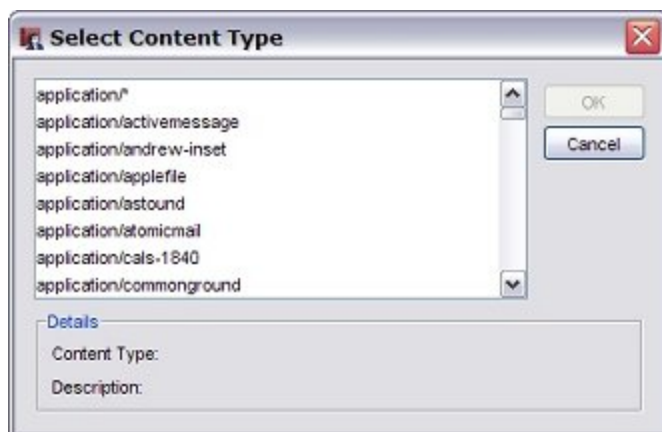 Select Content Type
application/*
application/activemessage
application/andrew-inset
application/applefile
application/astound
application/atomicmail
application/cals-1840
application/commonground
OK
Cancel
Details
Content Type:
Description: